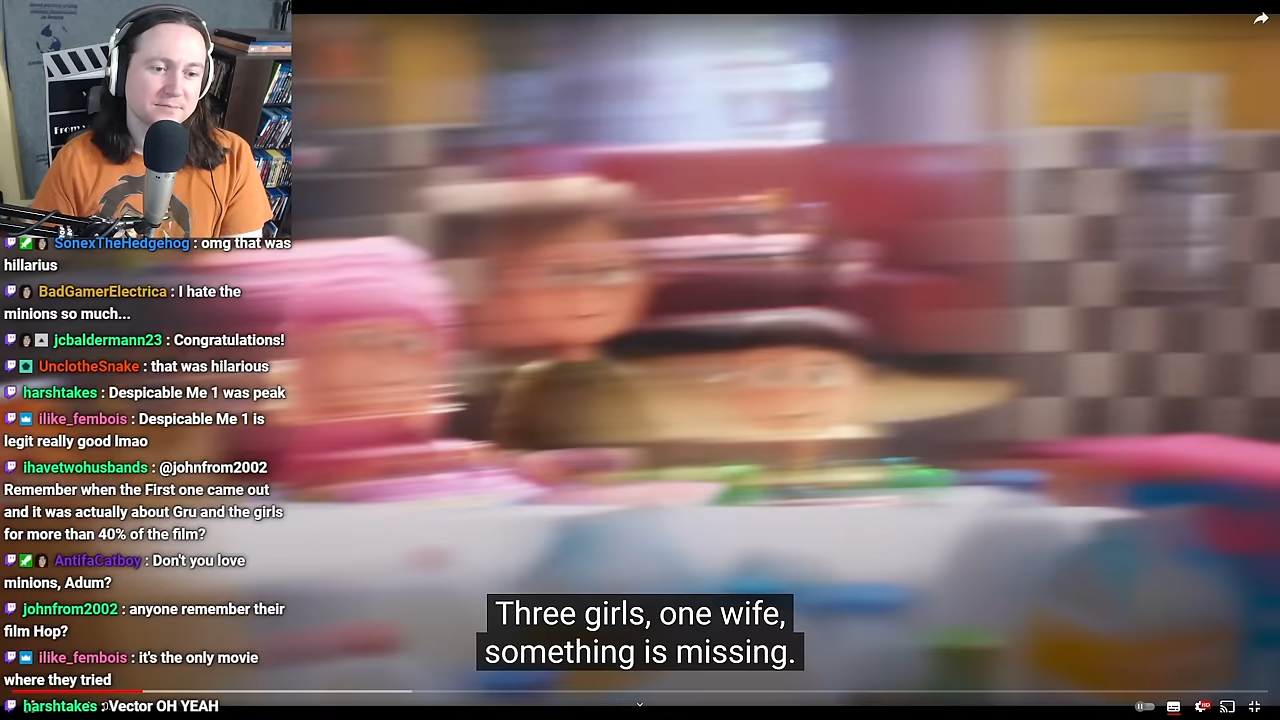 From
SonexTheHedgehog : omg that was
hillarius
BadGamerElectrica : I hate the
minions so much...
jcbaldermann23 : Congratulations!
UnclotheSnake : that was hilarious
harshtakes : Despicable Me 1 was peak
ilike_fembois : Despicable Me 1 is
legit really good lmao
ihavetwohusbands : @johnfrom2002
Remember when the First one came out
and it was actually about Gru and the girls
for more than 40% of the film?
AntifaCatboy : Don't you love
minions, Adum?
johnfrom2002 : anyone remember their
film Hop?
ilike_fembois : it's the only movie
where they tried
harshtakes : Vector OH YEAH
Three girls, one wife,
something is missing.
HD